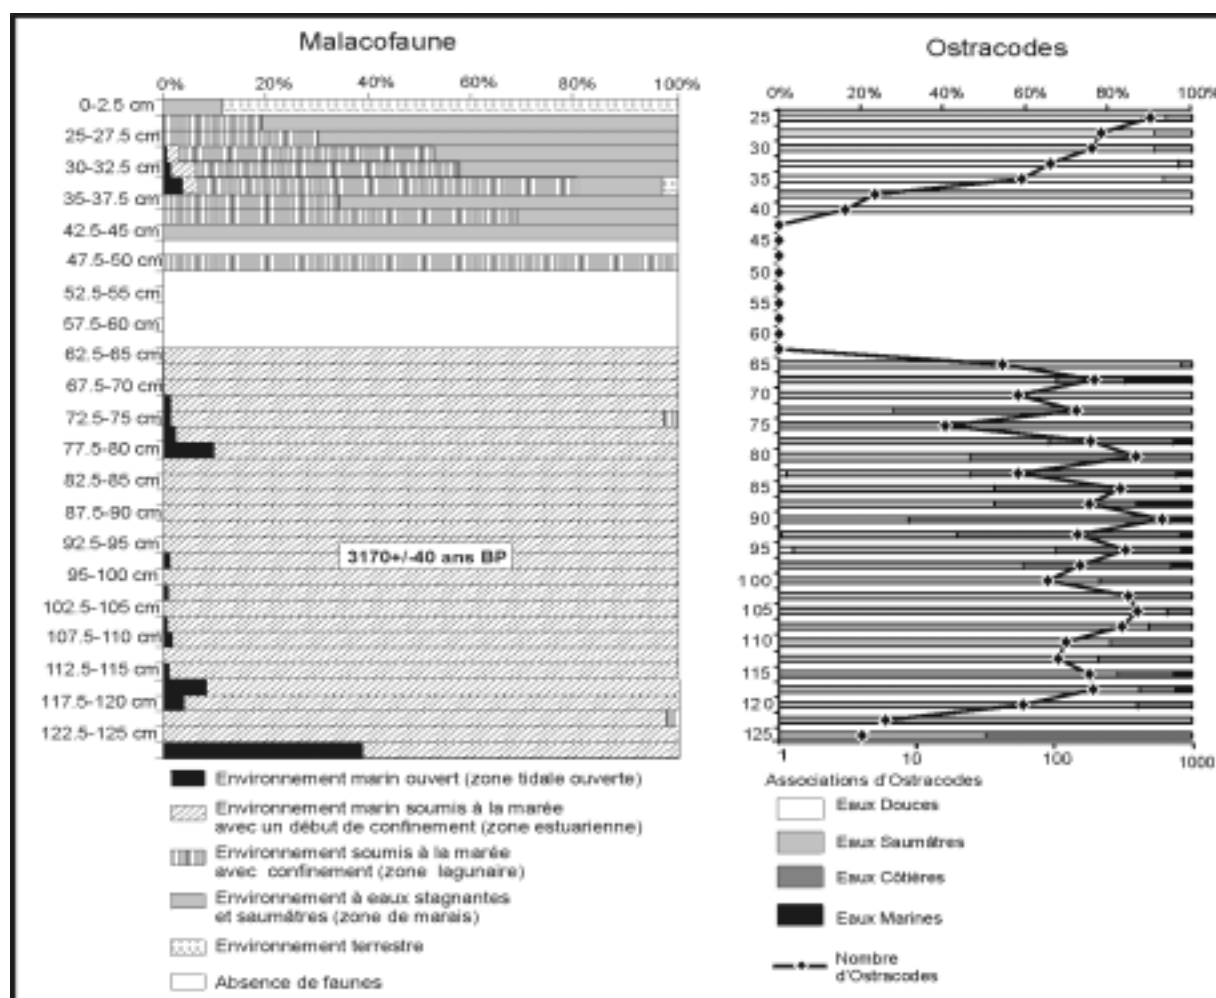 Malacofaune
0% 20% 40% 60% 80% 100%
0-2.5 cm
25-27.5 cm
30-32.5 cm
35-37.5 cm
42.5-45 cm
47.5-50 cm
52.5-55 cm
57.5-60 cm
62.5-65 cm
67.5-70 cm
72.5-75 cm
77.5-80 cm
82.5-85 cm
87.5-90 cm
92.5-95 cm
95-100 cm
102.5-105 cm
107.5-110 cm
112.5-115 cm
117.5-120 cm
122.5-125 cm
3170+/-40 ans BP
Environnement marin ouvert (zone tidale ouverte)
Environnement marin soumis à la marée
avec un début de confinement (zone estuarienne)
Environnement soumis à la marée
avec confinement (zone lagunaire)
Environnement à eaux stagnantes
et saumâtres (zone de marais)
Environnement terrestre
Absence de faunes
Ostracodes
0% 20% 40% 60% 80% 100%
25
30
35
40
45
50
55
60
65
70
75
80
85
90
95
100
105
110
115
120
125
1 10 100 1000
Associations d'Ostracodes
Eaux Douces
Eaux Saumâtres
Eaux Côtières
Eaux Marines
Nombre
d'Ostracodes